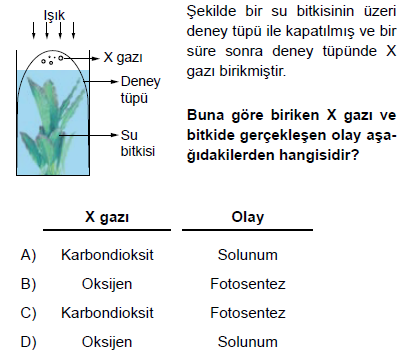 Işık
X gazı
Deney
tüpü
Su
bitkisi
Şekilde bir su bitkisinin üzeri
deney tüpü ile kapatılmış ve bir
süre sonra deney tüpünde X
gazı birikmiştir.
Buna göre biriken X gazı ve
bitkide gerçekleşen olay aşa-
ğıdakilerden hangisidir?
X gazı Olay
A) Karbondioksit Solunum
B) Oksijen Fotosentez
C) Karbondioksit Fotosentez
D) Oksijen Solunum